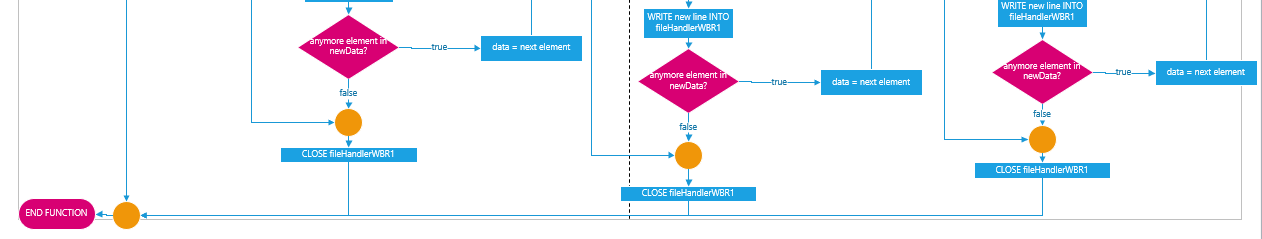 WRITE new line INTO
fileHandlerWBR1
anymore element in
newData?
true
data = next element
false
CLOSE fileHandlerWBR1
WRITE new line INTO
fileHandlerWBR1
anymore element in
newData?
true
data = next element
false
CLOSE fileHandlerWBR1
anymore element in
newData?
true
data = next element
false
CLOSE fileHandlerWBR1
END FUNCTION